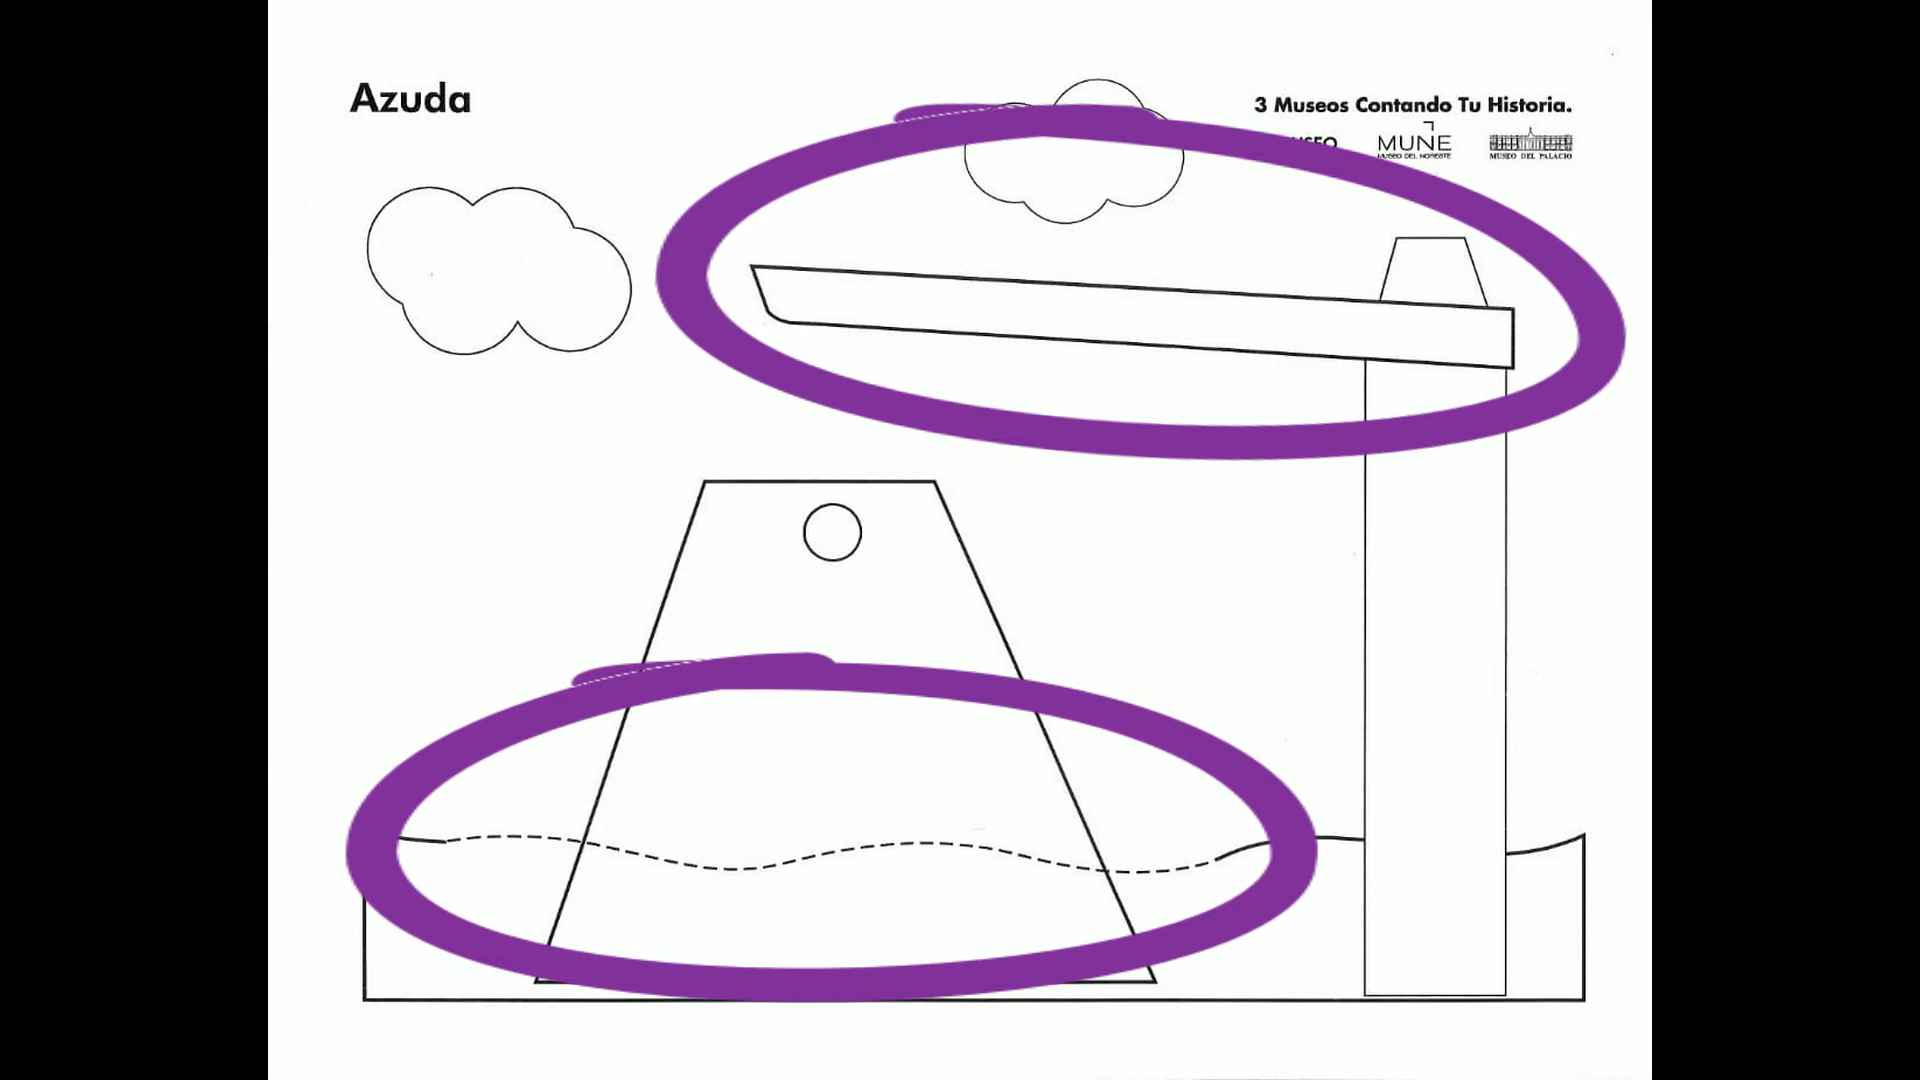 Azuda
3 Museos Contando Tu Historia.
MUNE
MUSEO DEL NORESTE
MUSEO DEL PALACIO